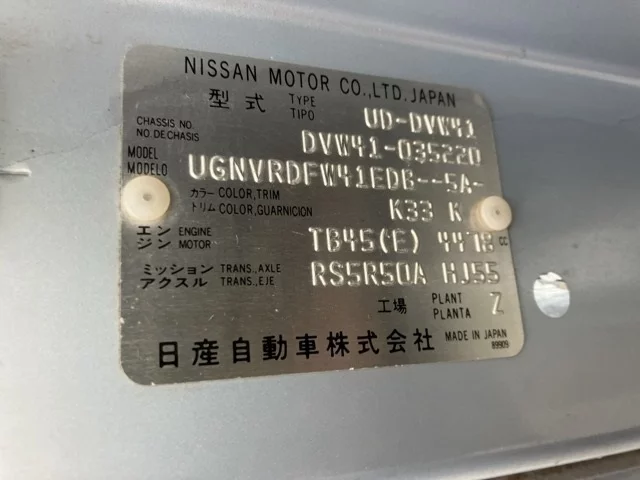 NISSAN MOTOR CO.,LTD.JAPAN
型式 TYPE TIPO UD-DVW41
CHASSIS NO. NO.DE.CHASIS DVW41-035220
MODEL MODELO UGNVRDFW41EDB--5A-
カラー COLOR,TRIM
トリム COLOR,GUARNICION K33 K
エンジン ENGINE MOTOR TB45(E) 4478 cc
ミッション アクスル TRANS.,AXLE TRANS.,EJE RS5R50A HJ55
工場 PLANT PLANTA Z
日産自動車株式会社 MADE IN JAPAN
89909